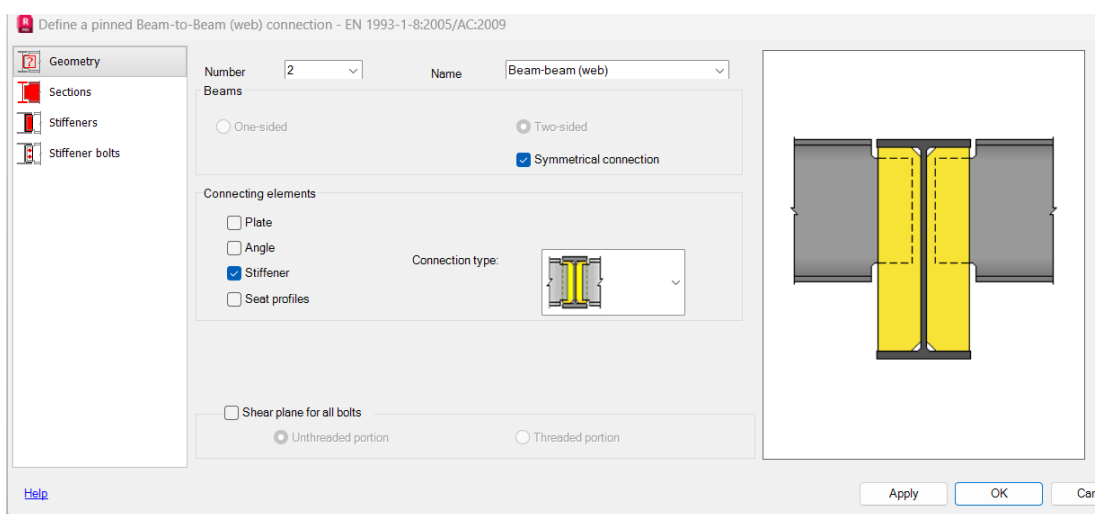 Define a pinned Beam-to-Beam (web) connection - EN 1993-1-8:2005/AC:2009
Geometry
Sections
Stiffeners
Stiffener bolts
Number 2 Name Beam-beam (web)
Beams
One-sided Two-sided
Symmetrical connection
Connecting elements
Plate
Angle
Stiffener
Seat profiles
Connection type:
Shear plane for all bolts
Unthreaded portion Threaded portion
Help Apply OK Can